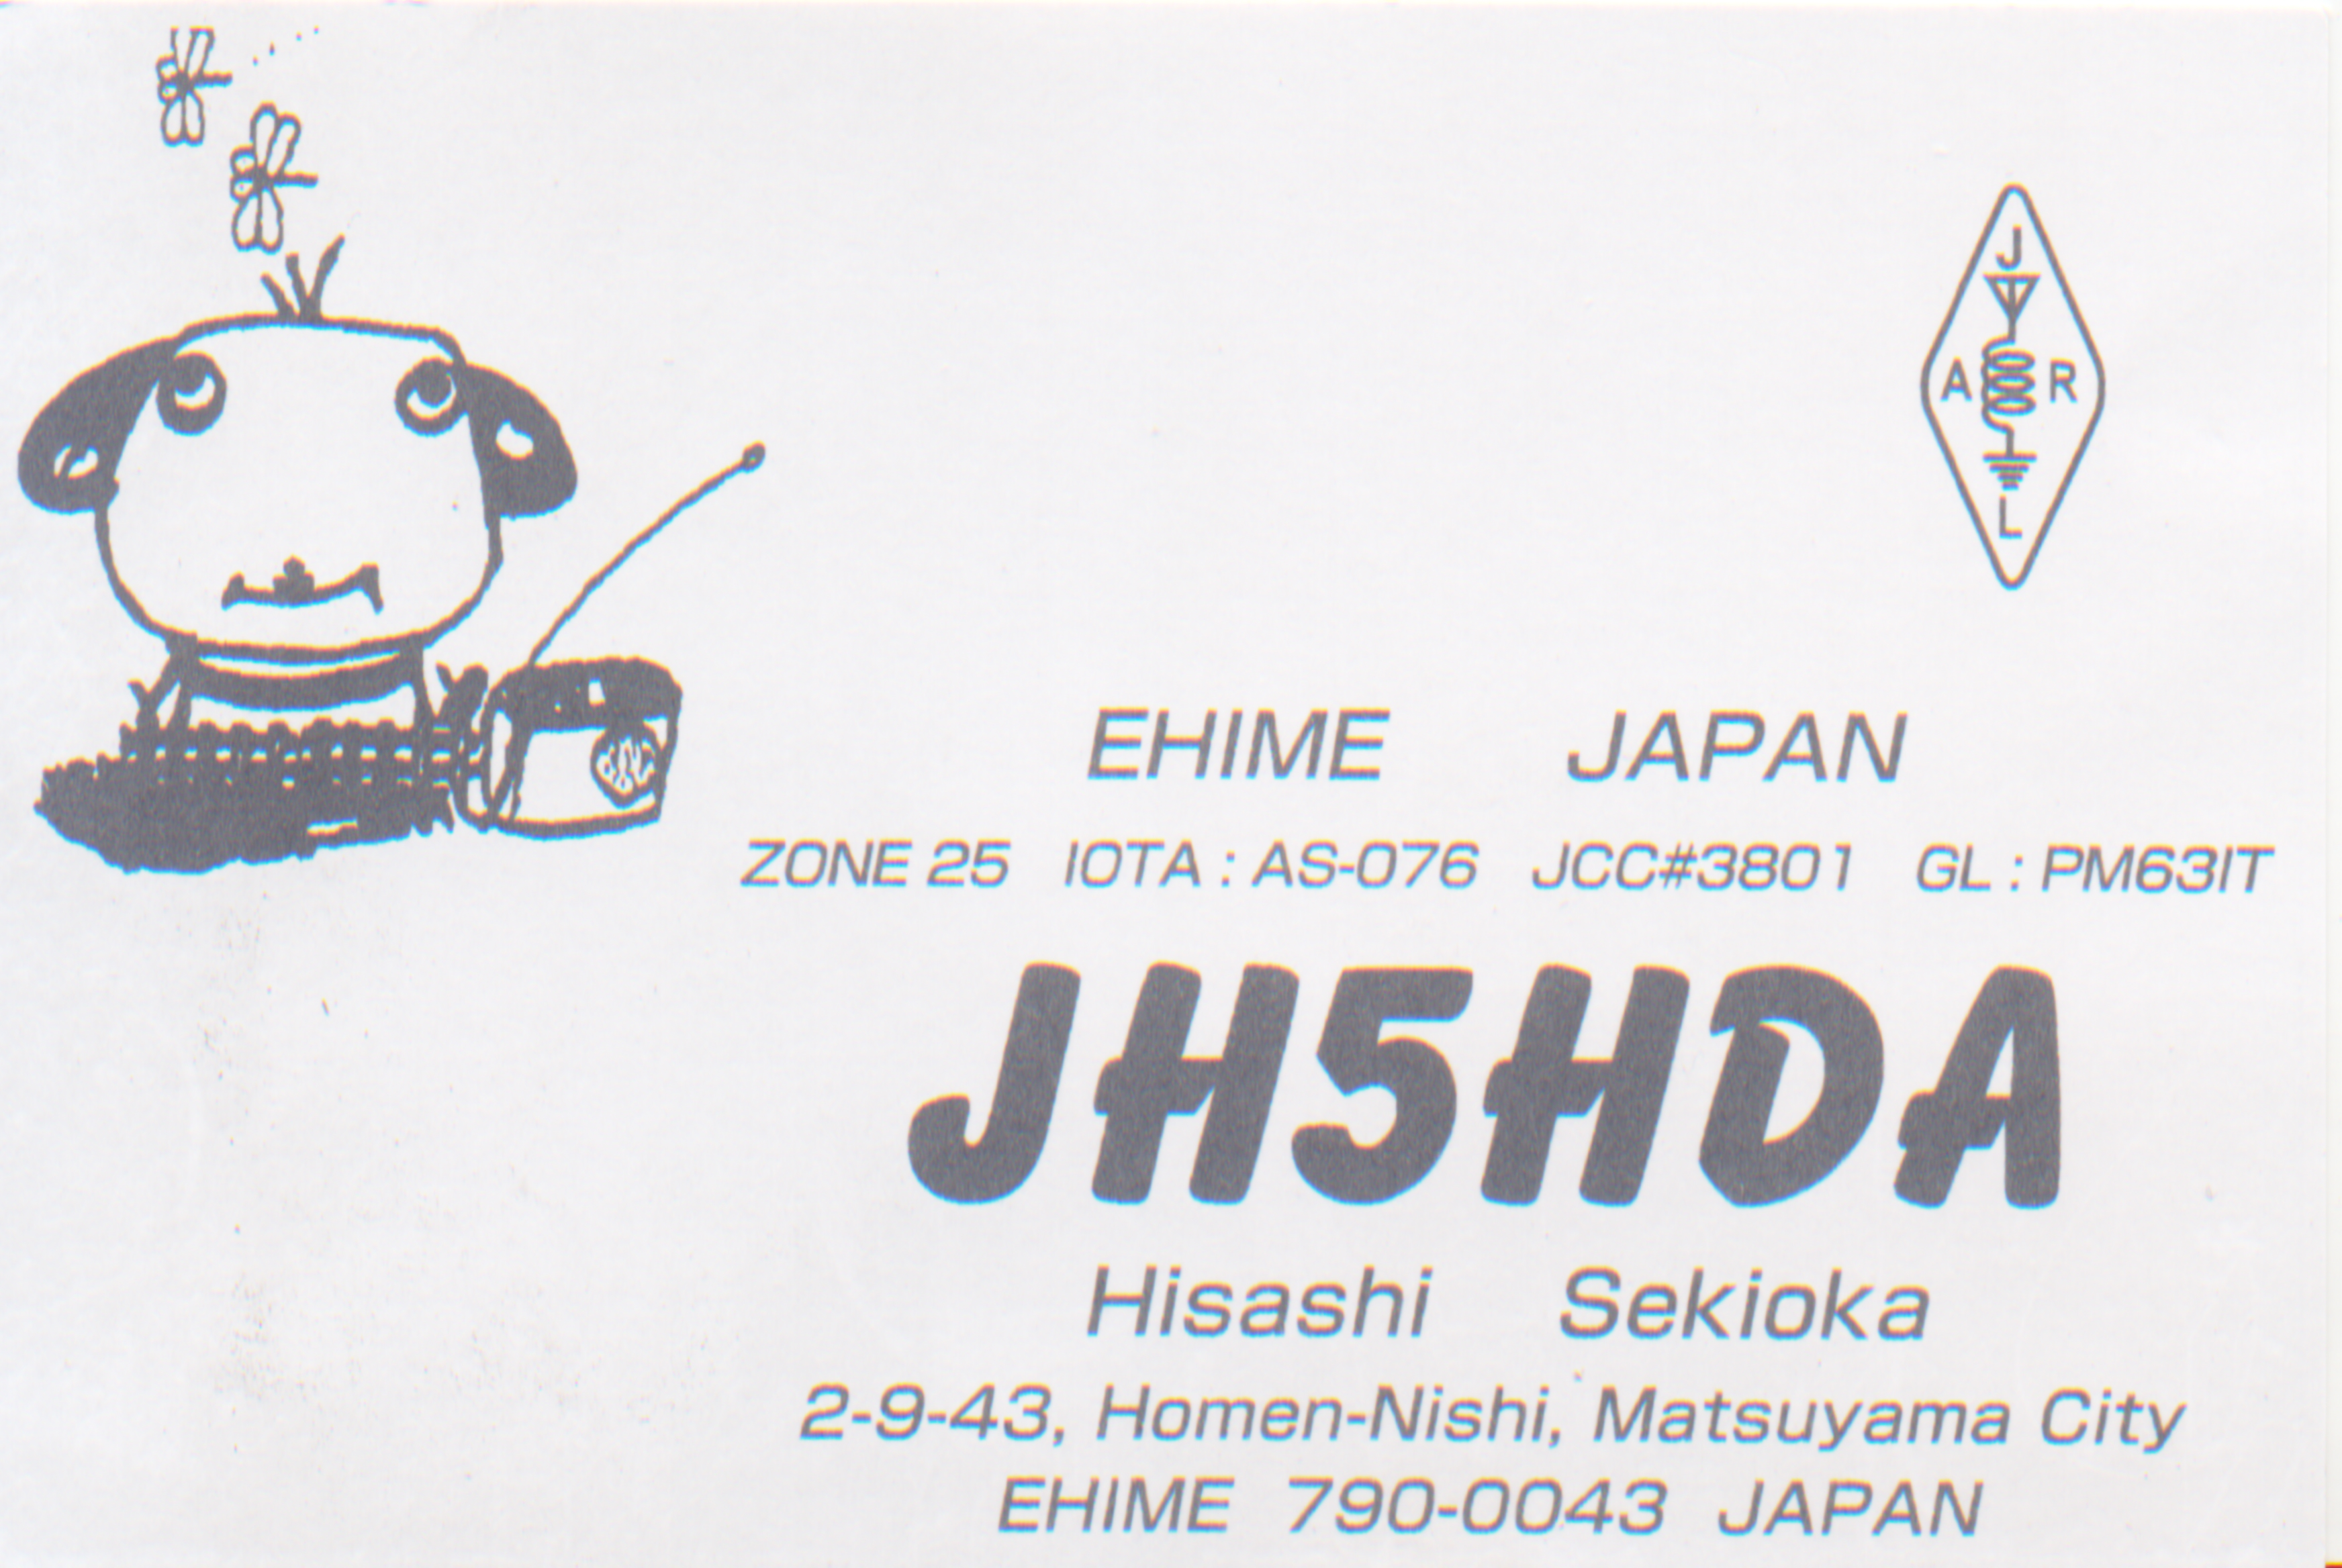 J
A R
L
EHIME JAPAN
ZONE 25 IOTA : AS-076 JCC#3801 GL : PM63IT
JH5HDA
Hisashi Sekioka
2-9-43, Homen-Nishi, Matsuyama City
EHIME 790-0043 JAPAN